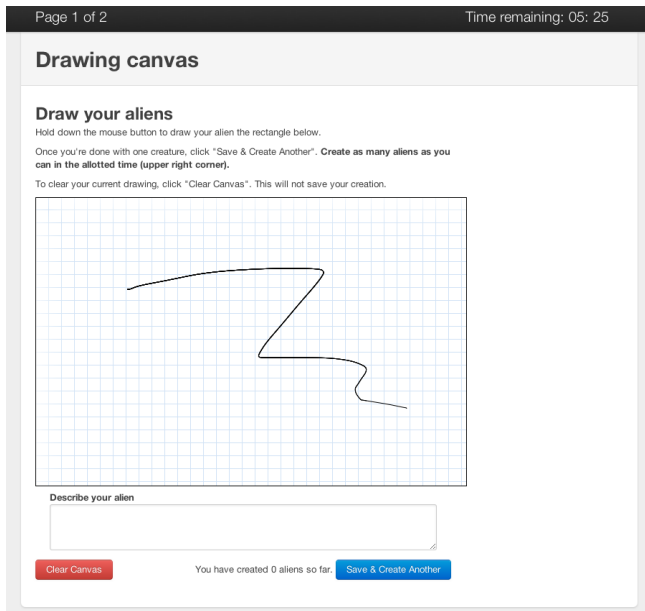 Page 1 of 2
Time remaining: 05: 25
Drawing canvas
Draw your aliens
Hold down the mouse button to draw your alien the rectangle below.
Once you're done with one creature, click "Save & Create Another". Create as many aliens as you
can in the allotted time (upper right corner).
To clear your current drawing, click "Clear Canvas". This will not save your creation.
Describe your alien
Clear Canvas
You have created 0 aliens so far.
Save & Create Another